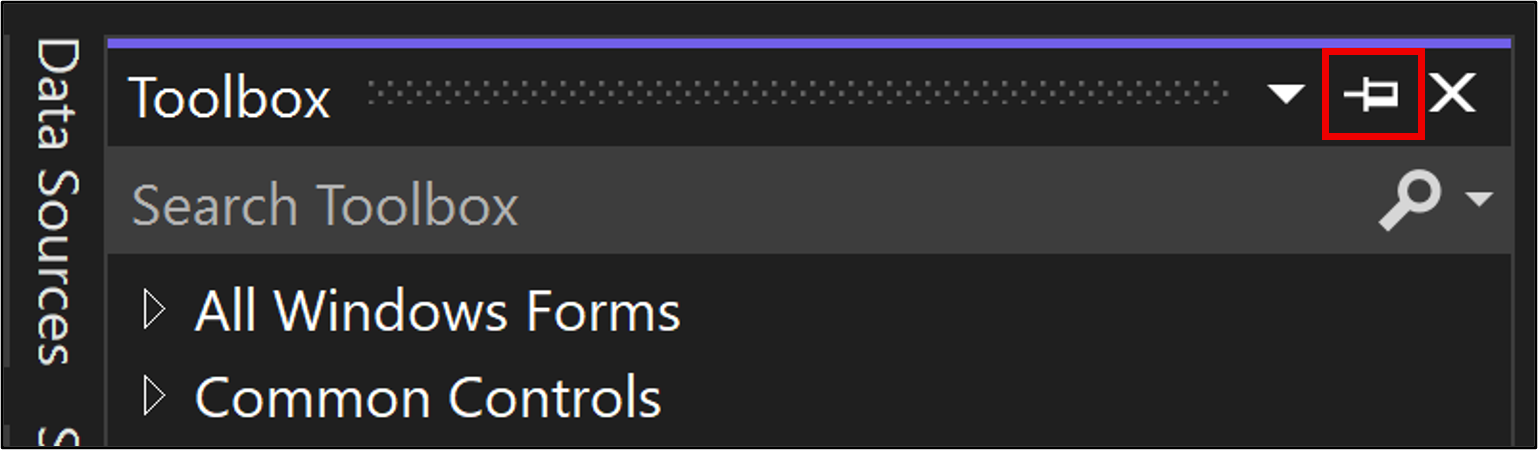 Data Sources
Toolbox
Search Toolbox
All Windows Forms
Common Controls